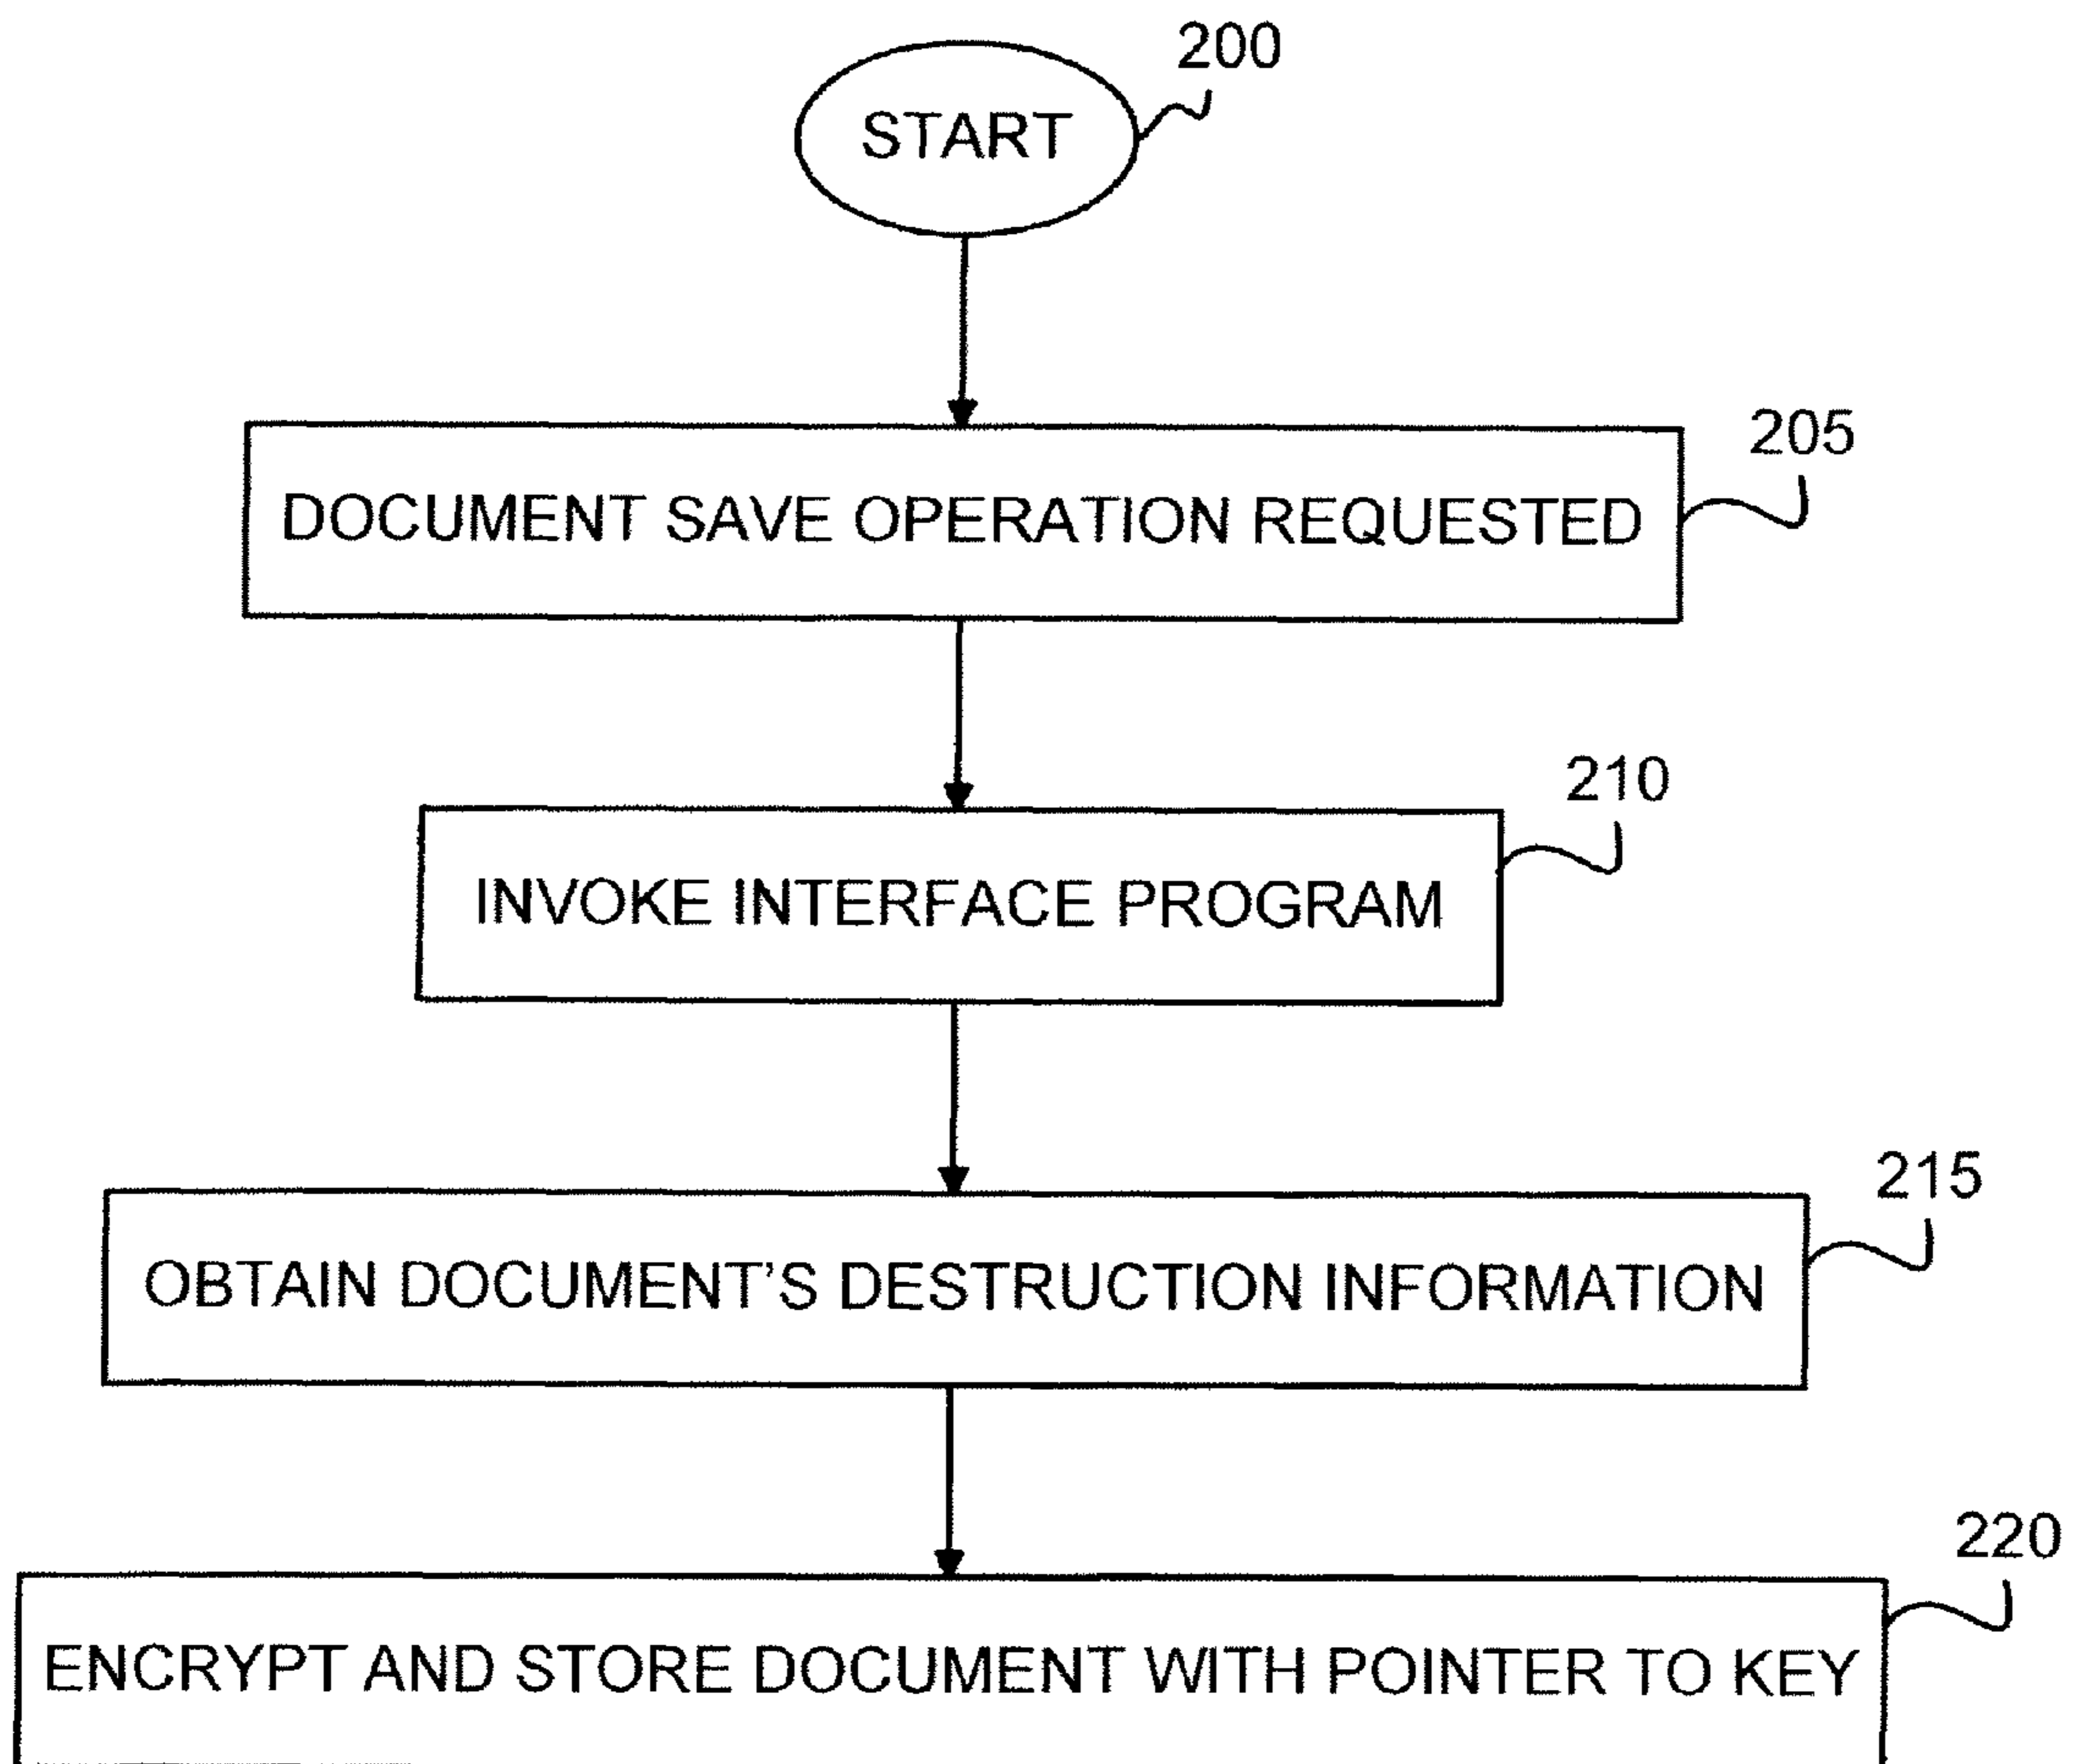 200
START
205
DOCUMENT SAVE OPERATION REQUESTED
210
INVOKE INTERFACE PROGRAM
215
OBTAIN DOCUMENT'S DESTRUCTION INFORMATION
220
ENCRYPT AND STORE DOCUMENT WITH POINTER TO KEY